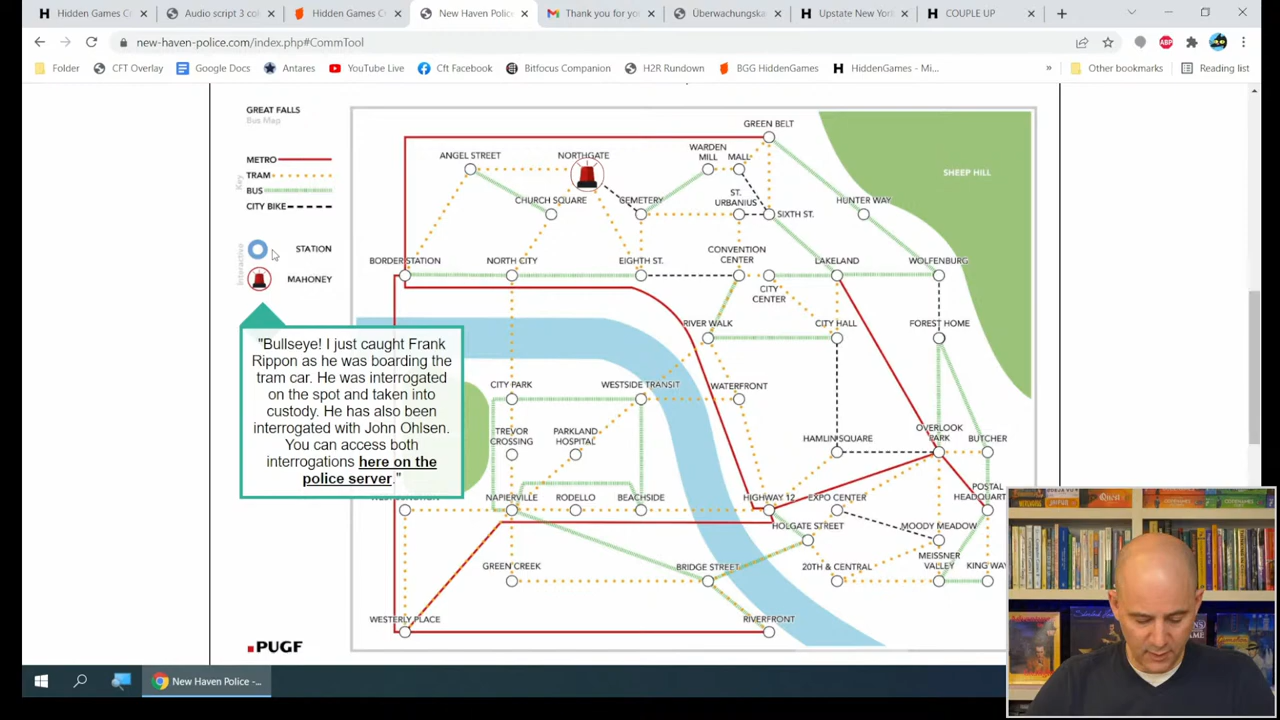 Hidden Games C
Audio script 3 col
Hidden Games C
New Haven Police
Thank you for yo
Überwachungska
Upstate New York
COUPLE UP
new-haven-police.com/index.php#CommTool
Folder
CFT Overlay
Google Docs
Antares
YouTube Live
Cft Facebook
Bitfocus Companion
H2R Rundown
BGG HiddenGames
HiddenGames - Mi...
»
Other bookmarks
Reading list
GREAT FALLS
Bus Map
Key
METRO
TRAM
BUS
CITY BIKE
Interactive
STATION
MAHONEY
"Bullseye! I just caught Frank
Rippon as he was boarding the
tram car. He was interrogated
on the spot and taken into
custody. He has also been
interrogated with John Ohlsen.
You can access both
interrogations here on the
police server."
GREEN BELT
SHEEP HILL
ANGEL STREET
NORTHGATE
WARDEN
MILL
MALL
CHURCH SQUARE
CEMETERY
ST.
URBANIUS
SIXTH ST.
HUNTER WAY
BORDER STATION
NORTH CITY
EIGHTH ST.
CONVENTION
CENTER
CITY
CENTER
LAKELAND
WOLFENBURG
RIVER WALK
CITY HALL
FOREST HOME
CITY PARK
WESTSIDE TRANSIT
WATERFRONT
TREVOR
CROSSING
PARKLAND
HOSPITAL
HAMLIN SQUARE
OVERLOOK
PARK
BUTCHER
NAPIERVILLE
RODELLO
BEACHSIDE
HIGHWAY 12
EXPO CENTER
POSTAL
HEADQUART
HOLGATE STREET
MOODY MEADOW
GREEN CREEK
BRIDGE STREET
20TH & CENTRAL
MEISSNER
VALLEY
KING WAY
WESTERLY PLACE
RIVERFRONT
PUGF
New Haven Police -...